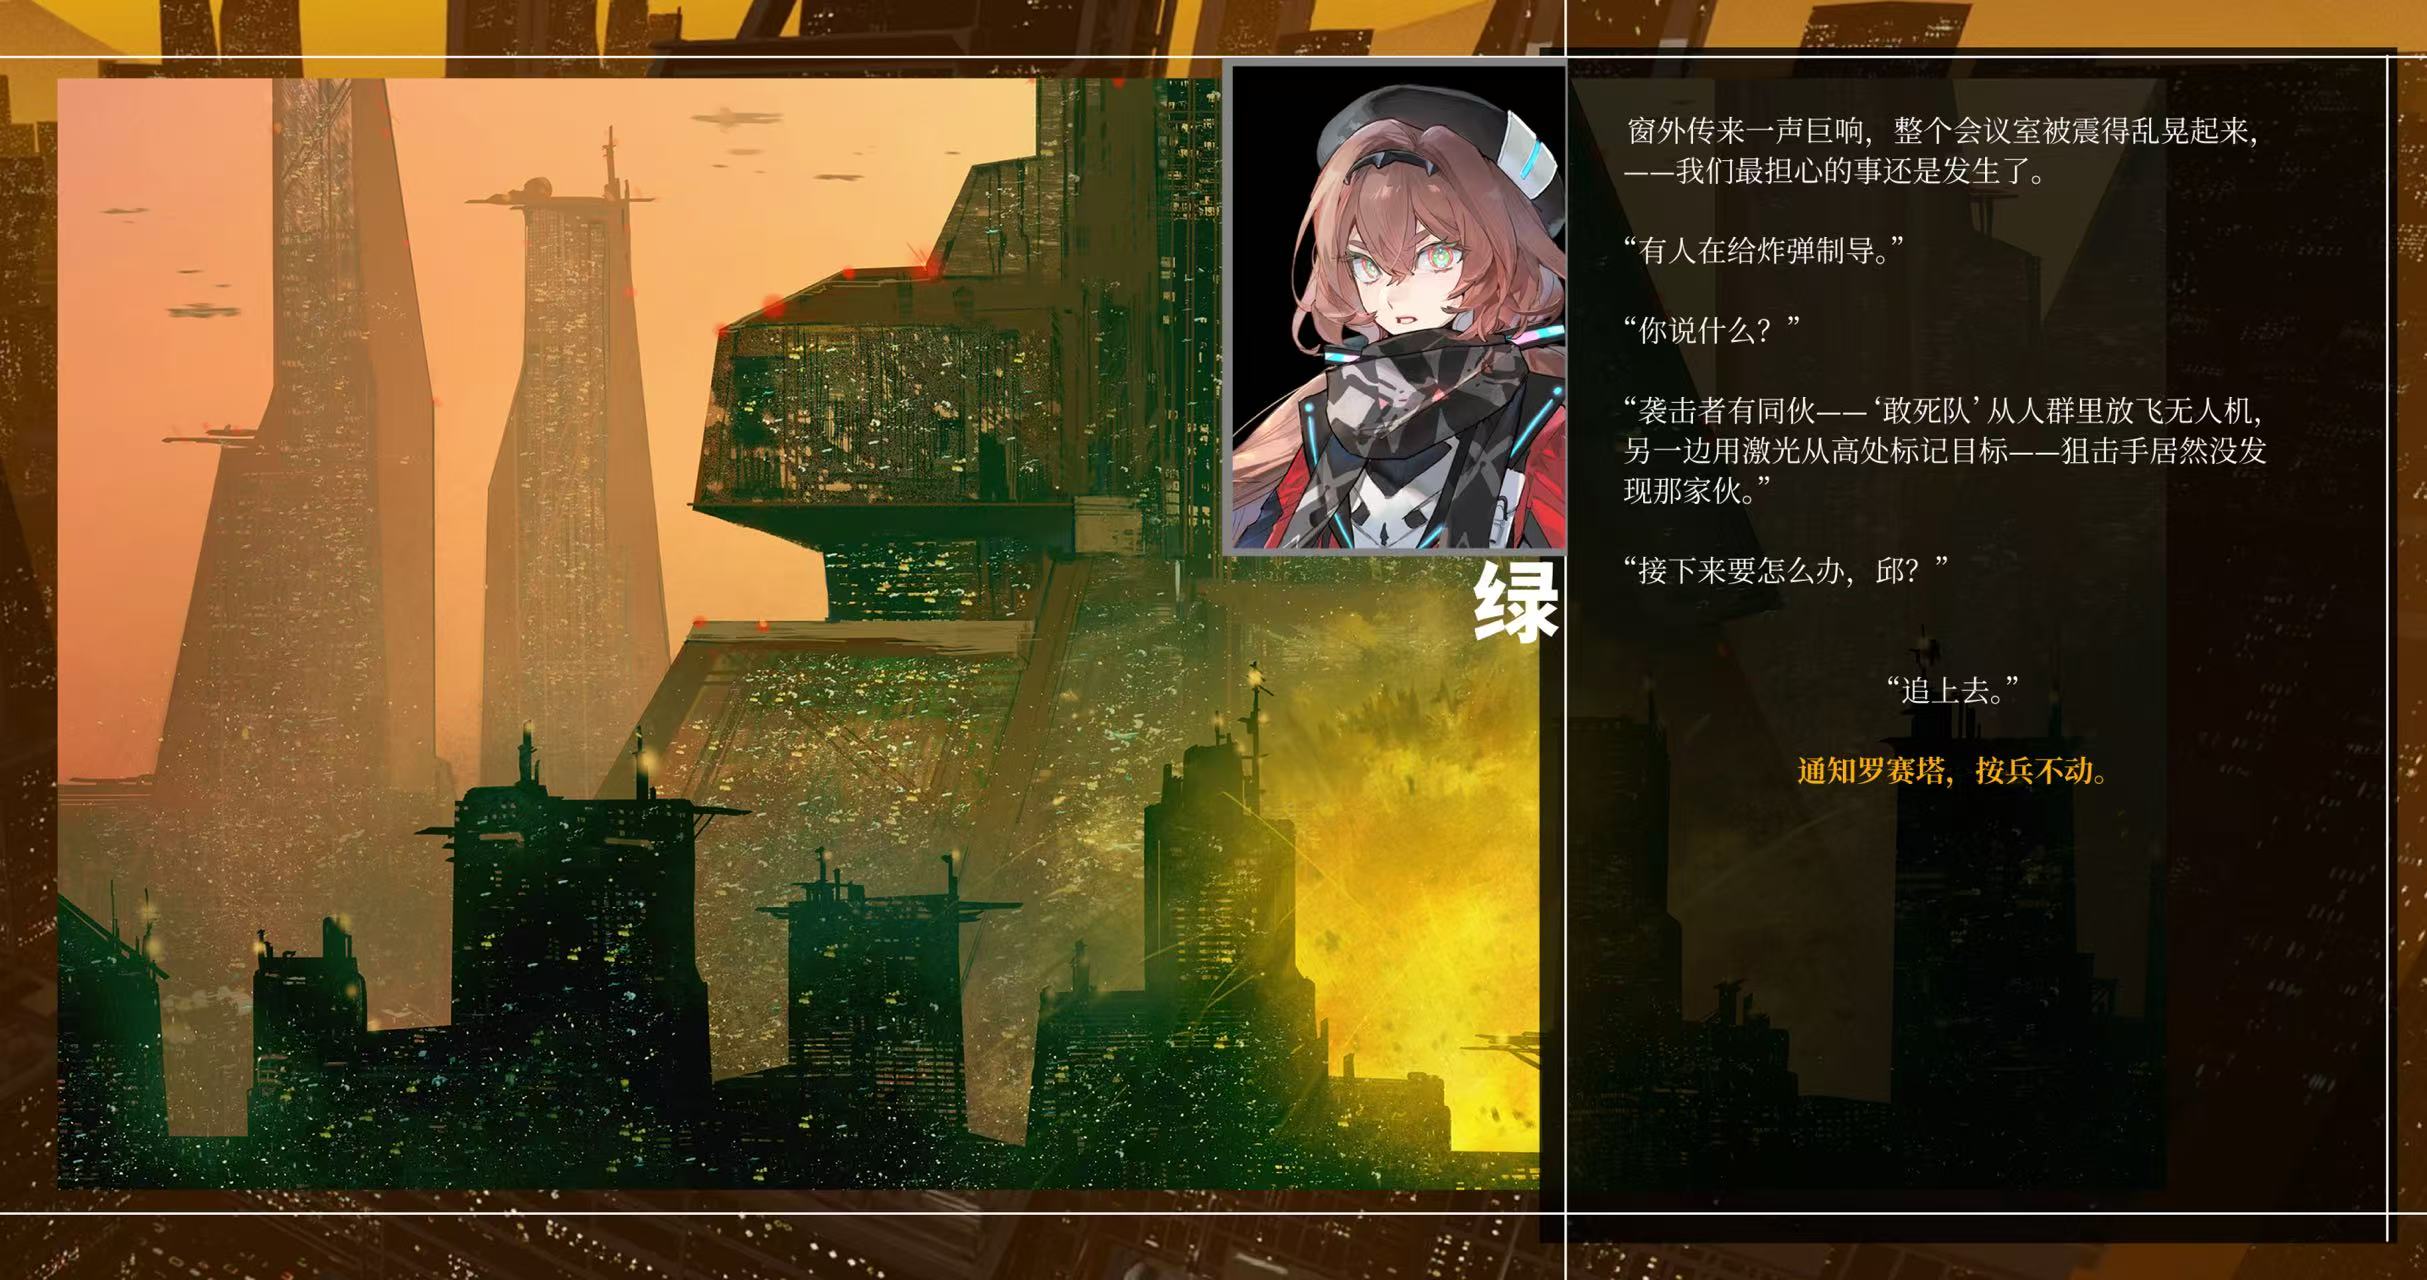 窗外传来一声巨响，整个会议室被震得乱晃起来，
——我们最担心的事还是发生了。
“有人在给炸弹制导。”
“你说什么？”
“袭击者有同伙——‘敢死队’从人群里放飞无人机，
另一边用激光从高处标记目标——狙击手居然没发
现那家伙。”
“接下来要怎么办，邱？”
绿
“追上去。”
通知罗赛塔，按兵不动。